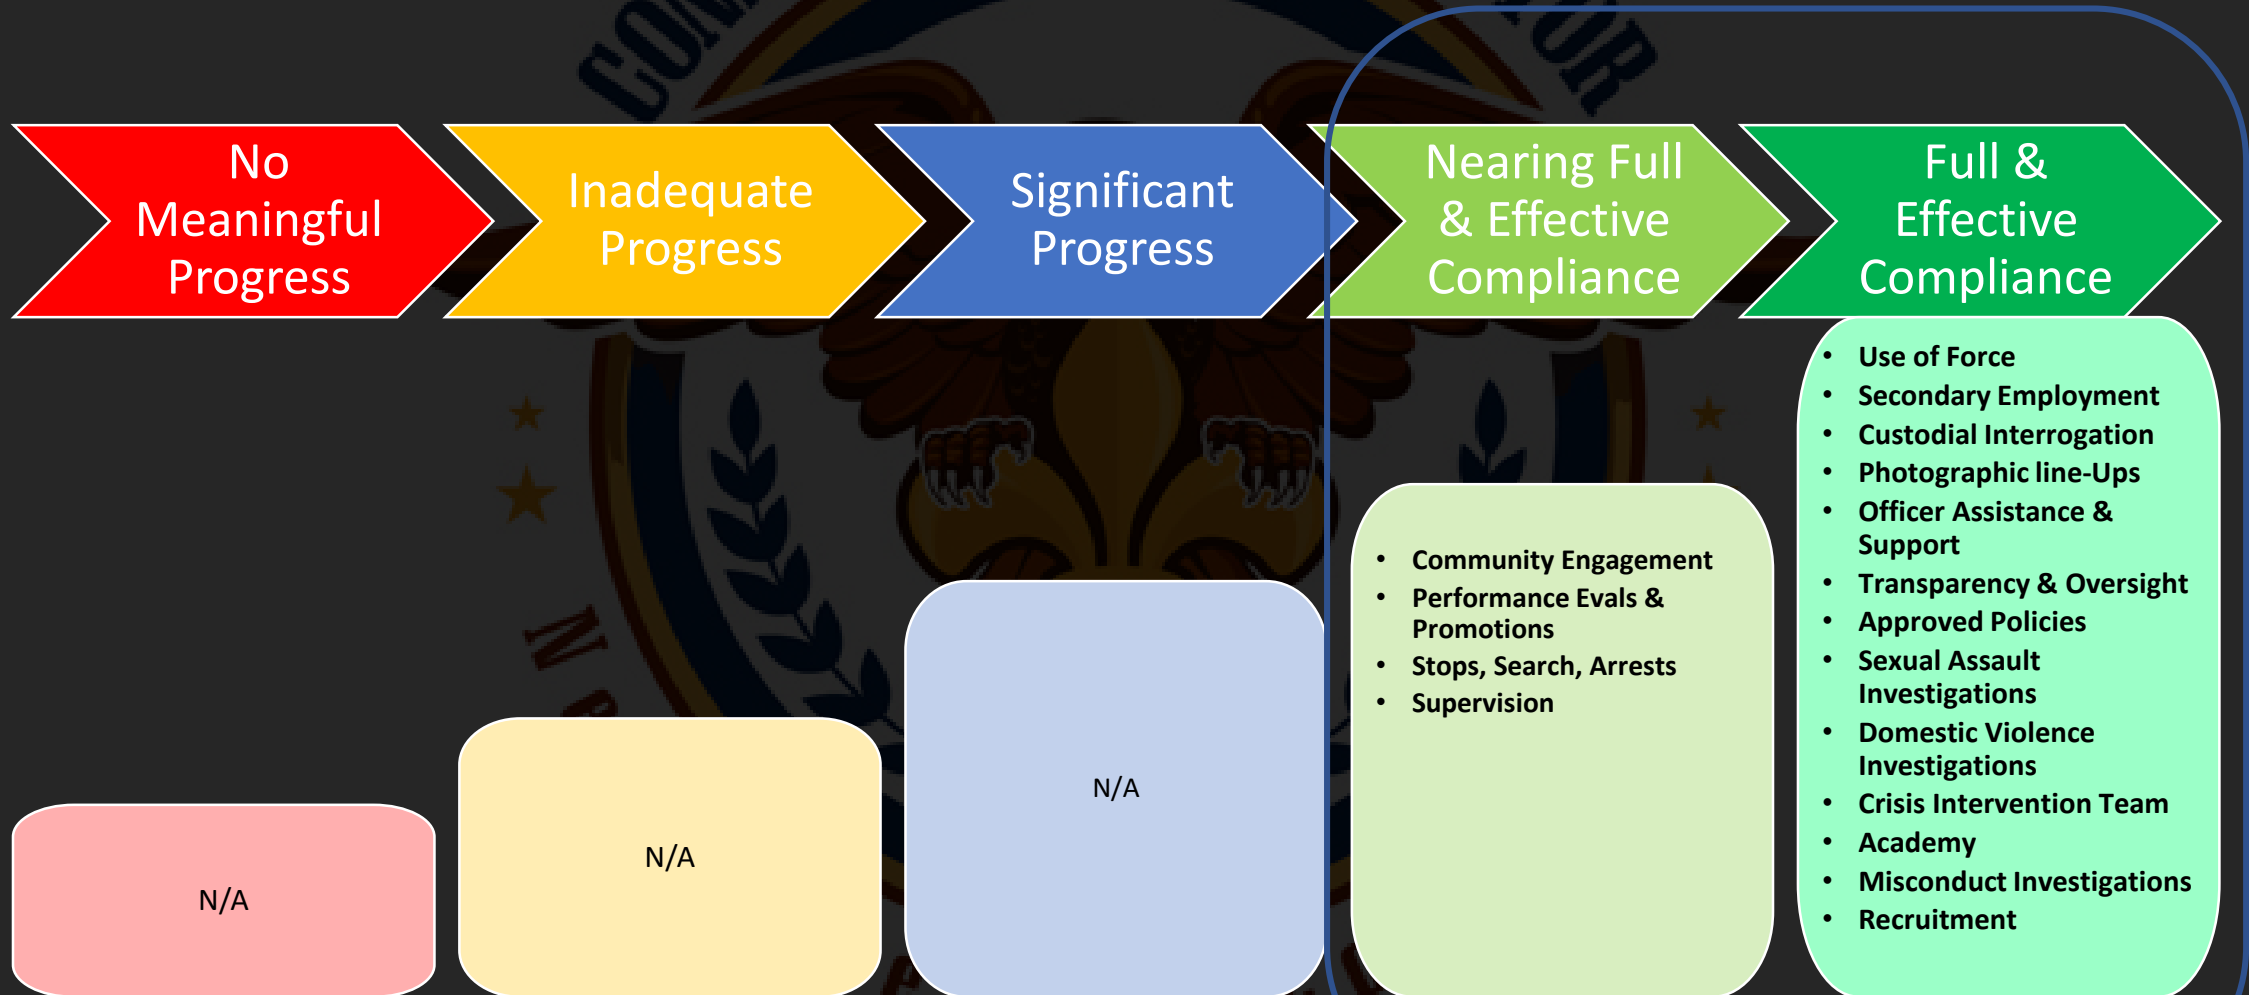 No
Meaningful
Progress
Inadequate
Progress
Significant
Progress
Nearing Full
& Effective
Compliance
Full &
Effective
Compliance
N/A
N/A
N/A
• Community Engagement
• Performance Evals &
Promotions
• Stops, Search, Arrests
• Supervision
• Use of Force
• Secondary Employment
• Custodial Interrogation
• Photographic line-Ups
• Officer Assistance &
Support
• Transparency & Oversight
• Approved Policies
• Sexual Assault
Investigations
• Domestic Violence
Investigations
• Crisis Intervention Team
• Academy
• Misconduct Investigations
• Recruitment